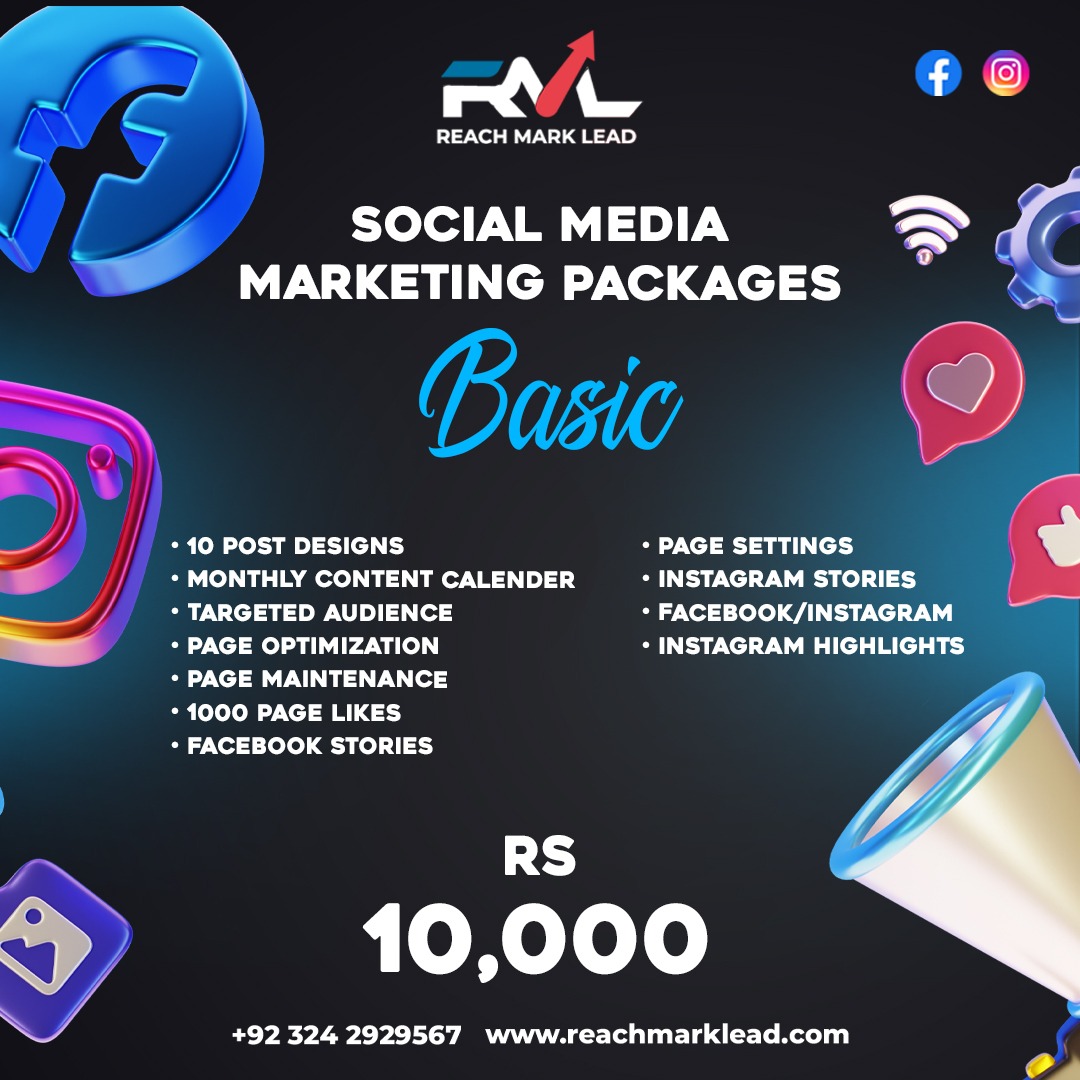 RML
REACH MARK LEAD
SOCIAL MEDIA
MARKETING PACKAGES
Basic
• 10 POST DESIGNS
• MONTHLY CONTENT CALENDER
• TARGETED AUDIENCE
• PAGE OPTIMIZATION
• PAGE MAINTENANCE
• 1000 PAGE LIKES
• FACEBOOK STORIES
• PAGE SETTINGS
• INSTAGRAM STORIES
• FACEBOOK/INSTAGRAM
• INSTAGRAM HIGHLIGHTS
RS
10,000
+92 324 2929567 www.reachmarklead.com